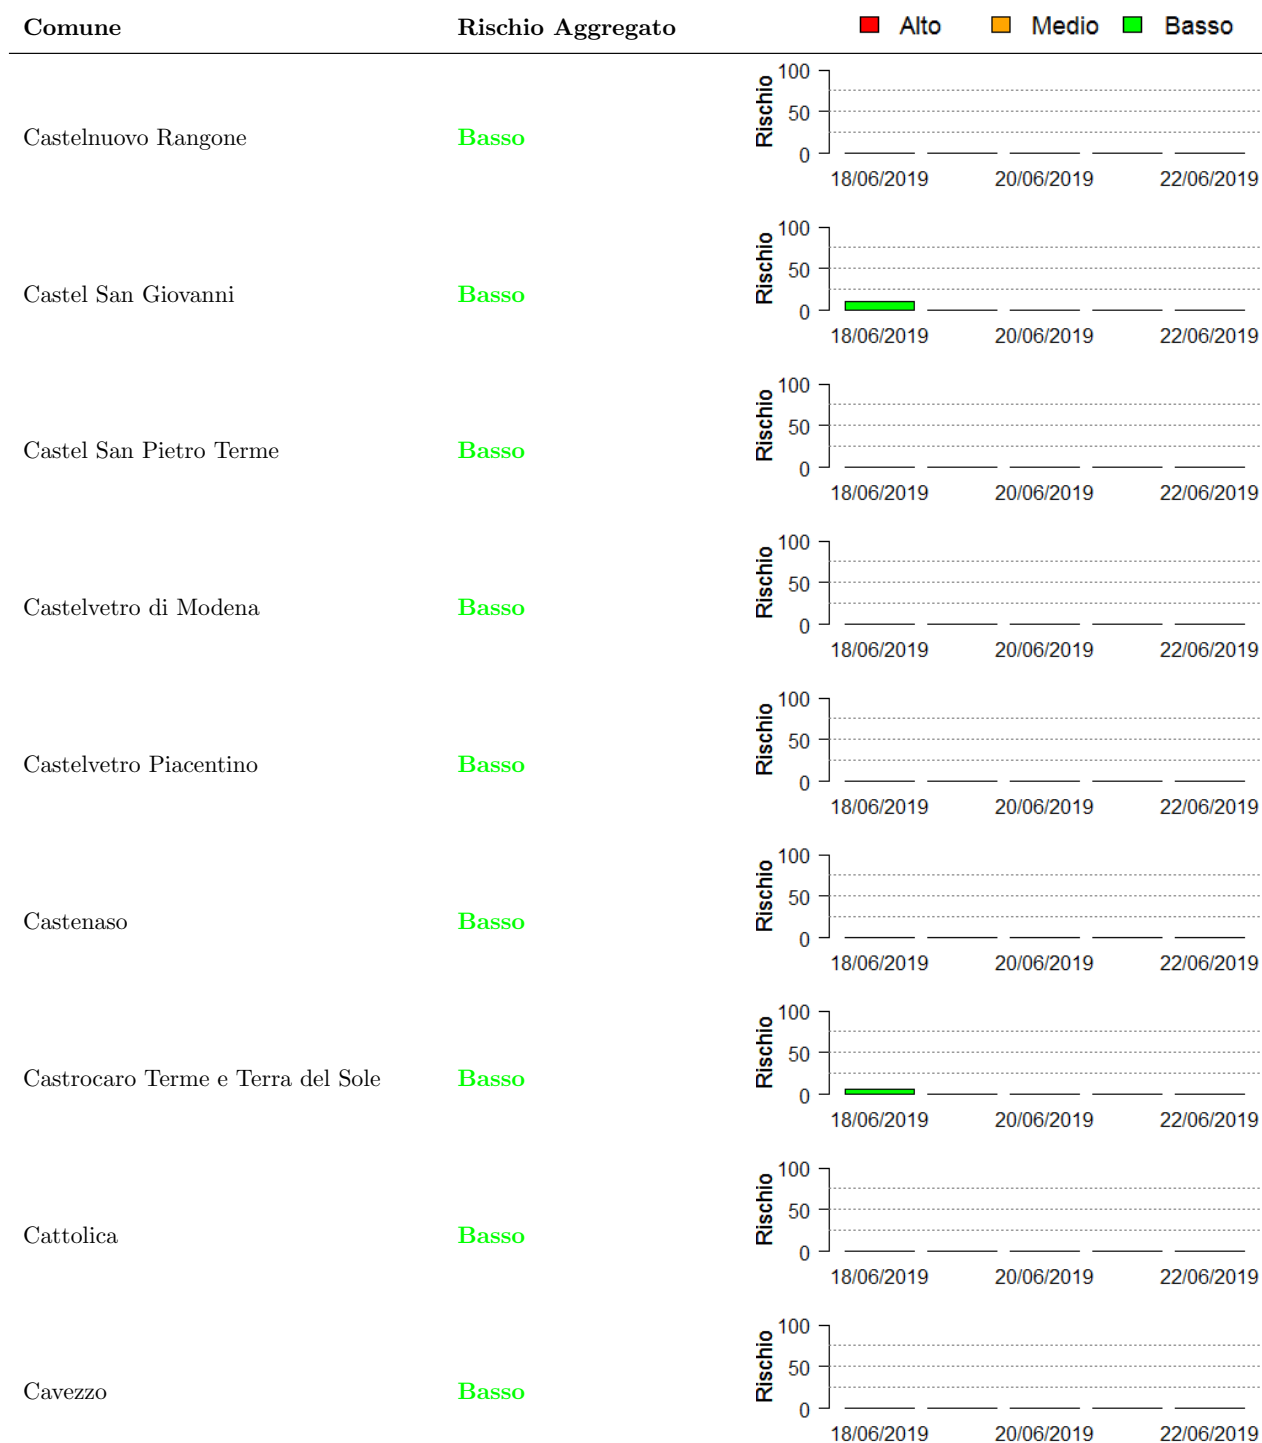 Comune Rischio Aggregato Alto Medio Basso
Castelnuovo Rangone Basso Rischio 100 50 0
18/06/2019 20/06/2019 22/06/2019
Castel San Giovanni Basso Rischio 100 50 0
18/06/2019 20/06/2019 22/06/2019
Castel San Pietro Terme Basso Rischio 100 50 0
18/06/2019 20/06/2019 22/06/2019
Castelvetro di Modena Basso Rischio 100 50 0
18/06/2019 20/06/2019 22/06/2019
Castelvetro Piacentino Basso Rischio 100 50 0
18/06/2019 20/06/2019 22/06/2019
Castenaso Basso Rischio 100 50 0
18/06/2019 20/06/2019 22/06/2019
Castrocaro Terme e Terra del Sole Basso Rischio 100 50 0
18/06/2019 20/06/2019 22/06/2019
Cattolica Basso Rischio 100 50 0
18/06/2019 20/06/2019 22/06/2019
Cavezzo Basso Rischio 100 50 0
18/06/2019 20/06/2019 22/06/2019